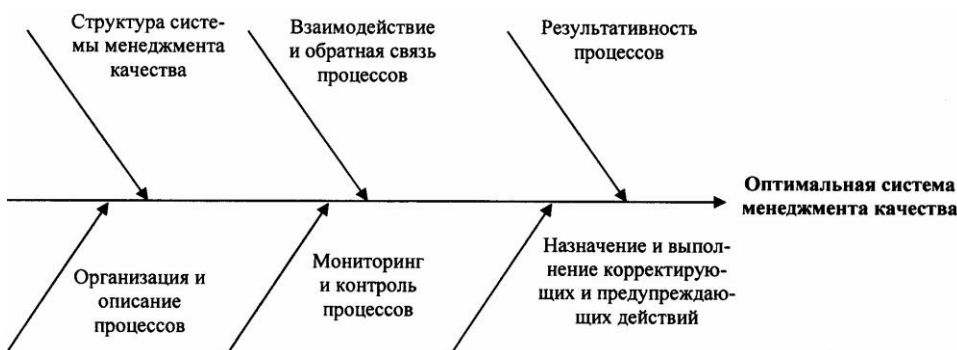 Структура систе-
мы менеджмента
качества
Взаимодействие
и обратная связь
процессов
Результативность
процессов
Оптимальная система
менеджмента качества
Организация и
описание
процессов
Мониторинг
и контроль
процессов
Назначение и выпол-
нение корректирую-
щих и предупреждаю-
щих действий